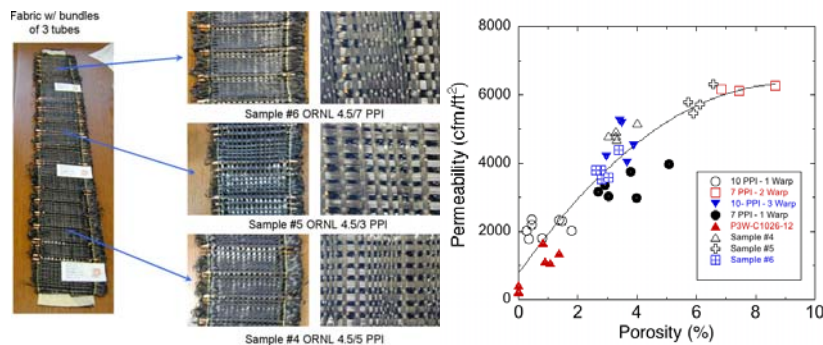 Fabric w/ bundles
of 3 tubes
Sample #6 ORNL 4.5/7 PPI
Sample #5 ORNL 4.5/3 PPI
Sample #4 ORNL 4.5/5 PPI
Permeability (cfm/ft²)
8000
6000
4000
2000
0
10 PPI - 1 Warp
7 PPI - 2 Warp
10- PPI - 3 Warp
7 PPI - 1 Warp
P3W-C1026-12
Sample #4
Sample #5
Sample #6
0 2 4 6 8 10
Porosity (%)